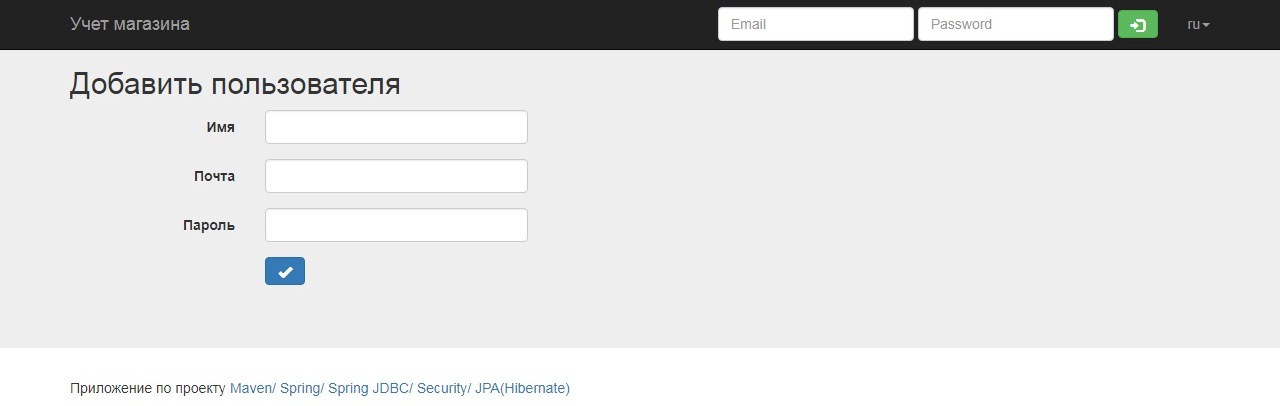 Учет магазина Email Password ru
Добавить пользователя
Имя
Почта
Пароль
Приложение по проекту Maven/ Spring/ Spring JDBC/ Security/ JPA(Hibernate)